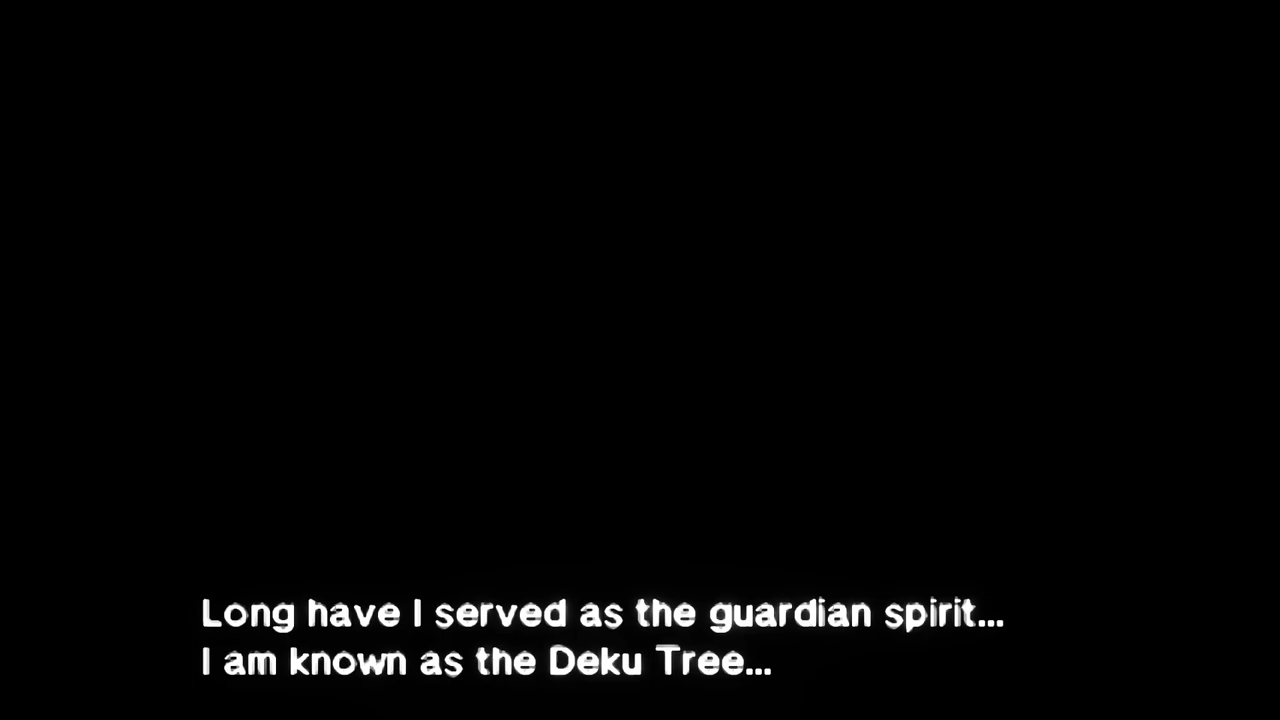 Long have I served as the guardian spirit...
I am known as the Deku Tree...